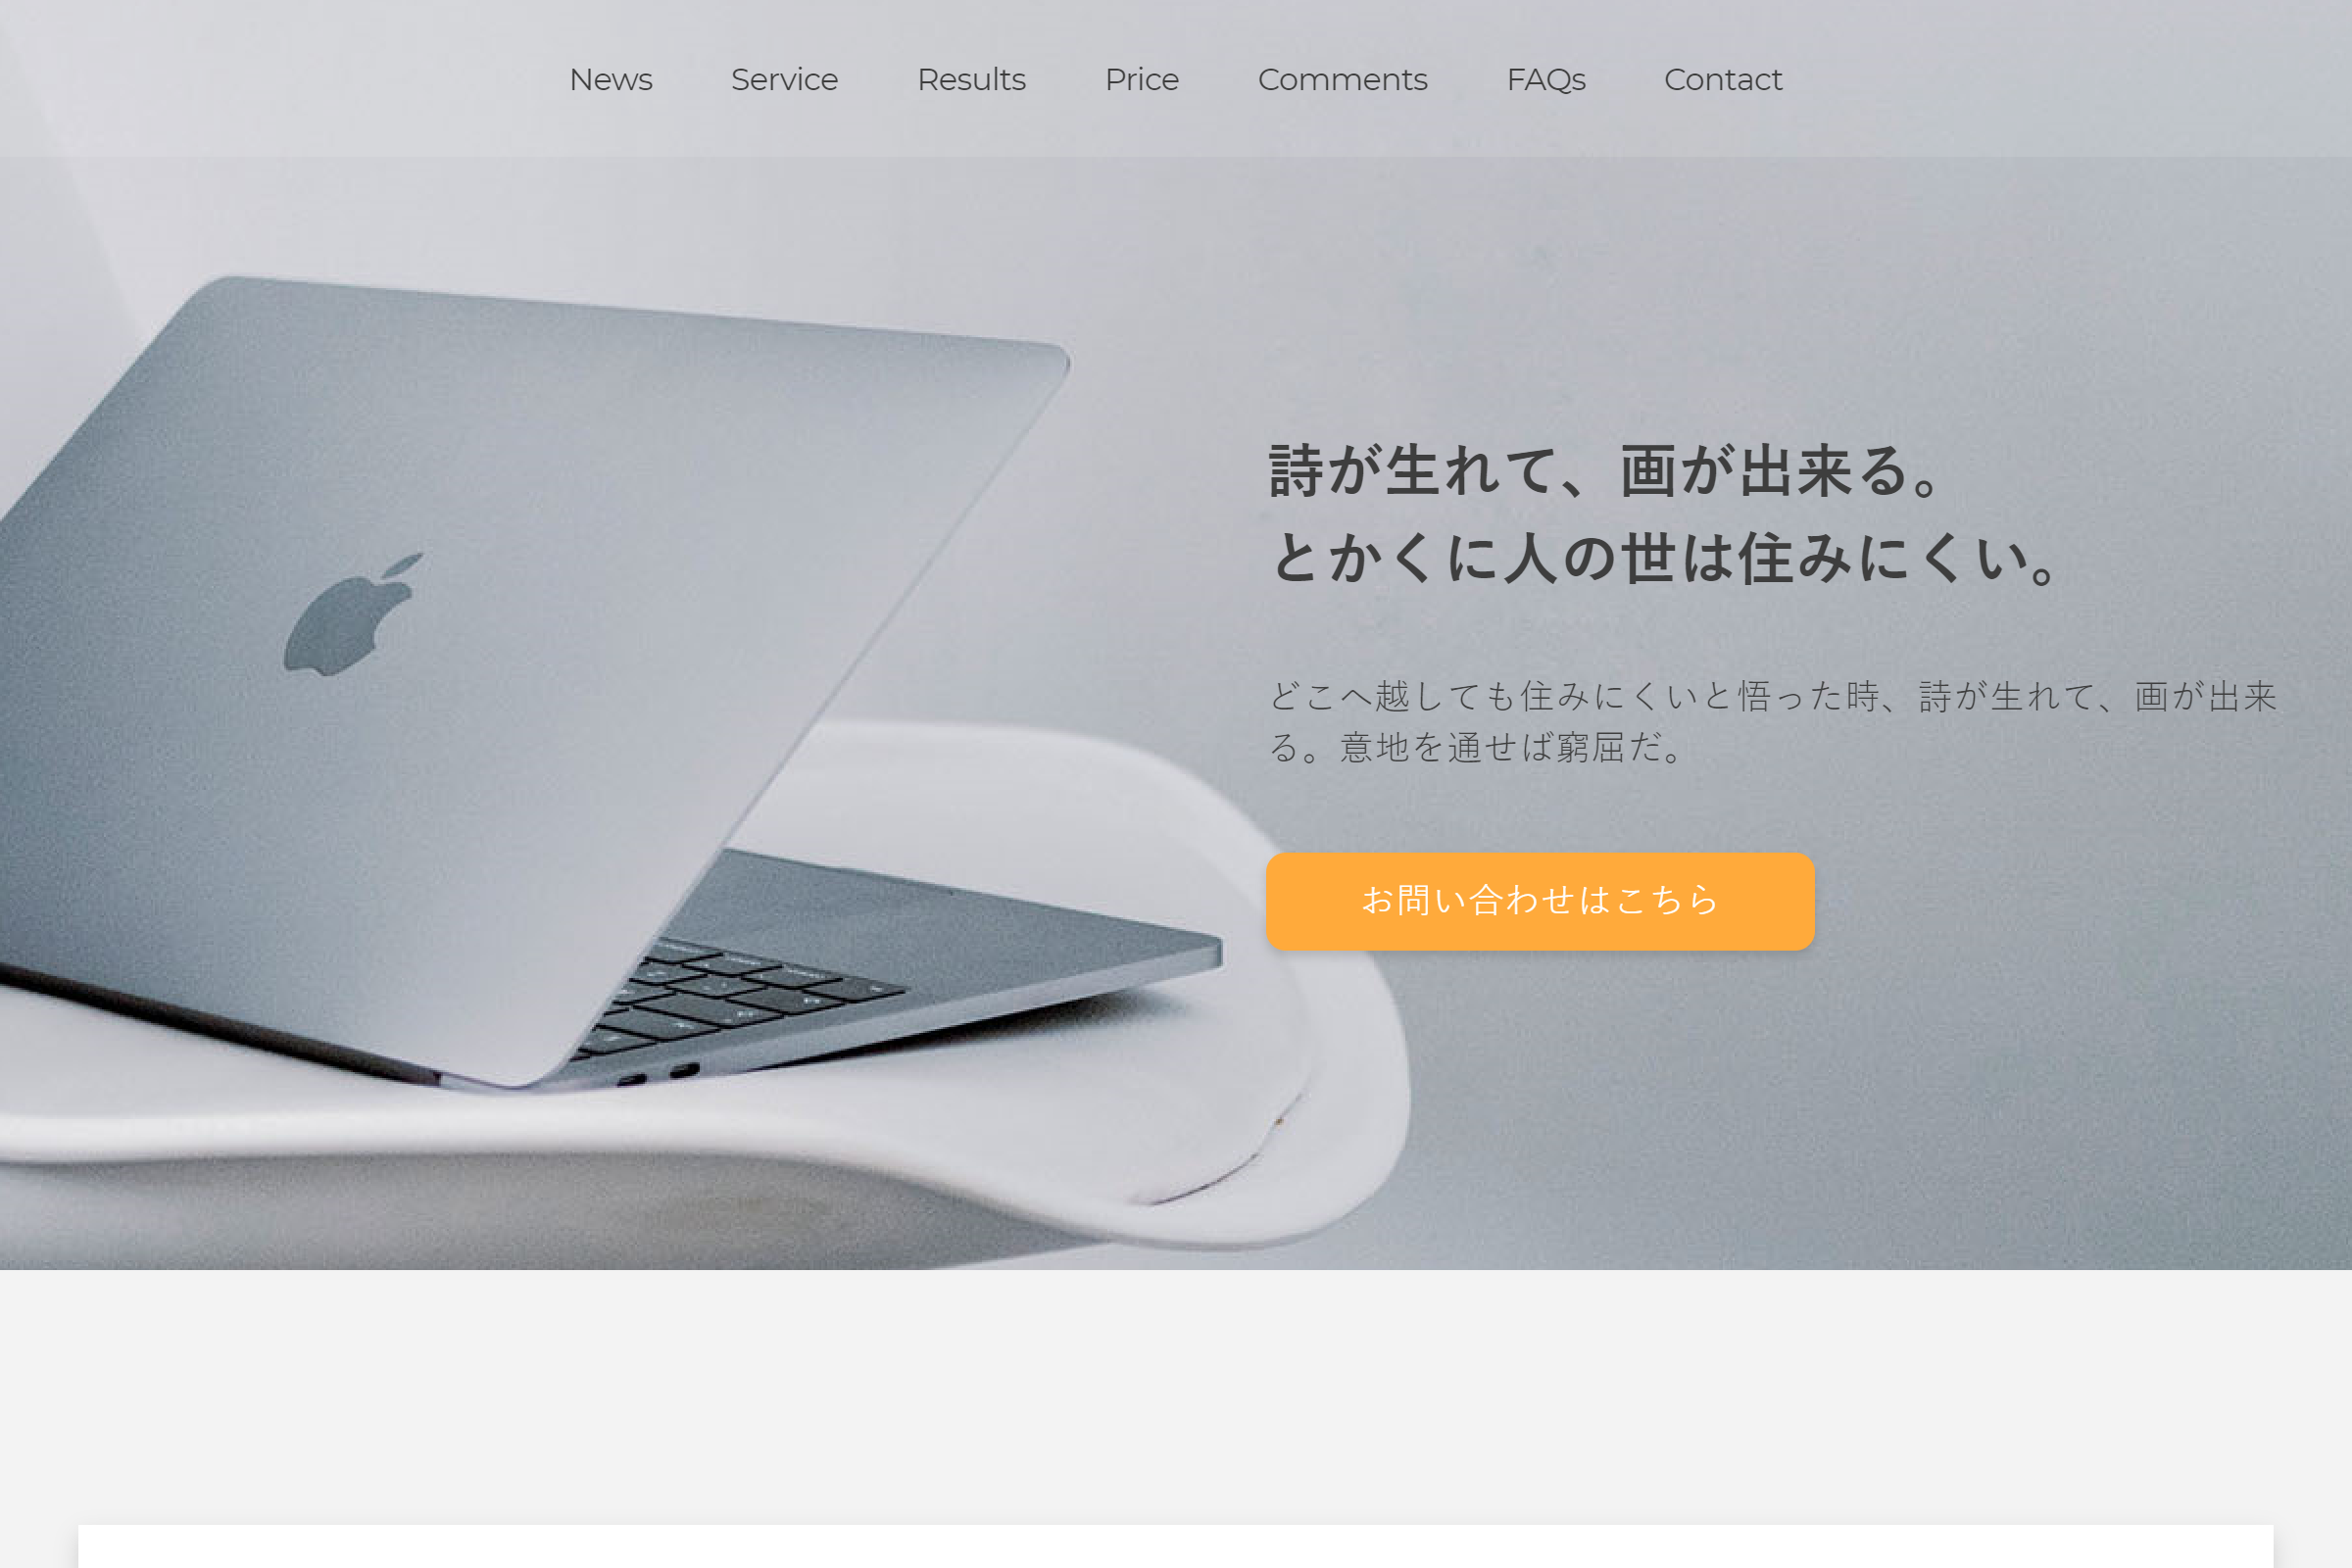 News Service Results Price Comments FAQs Contact
詩が生れて、画が出来る。
とかくに人の世は住みにくい。
どこへ越しても住みにくいと悟った時、詩が生れて、画が出来
る。意地を通せば窮屈だ。
お問い合わせはこちら